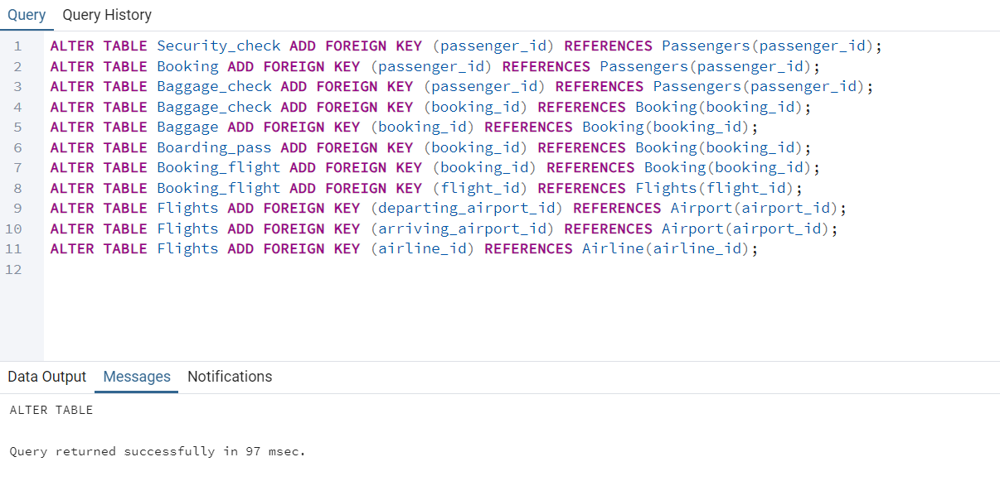 Query Query History
1 ALTER TABLE Security_check ADD FOREIGN KEY (passenger_id) REFERENCES Passengers(passenger_id);
2 ALTER TABLE Booking ADD FOREIGN KEY (passenger_id) REFERENCES Passengers(passenger_id);
3 ALTER TABLE Baggage_check ADD FOREIGN KEY (passenger_id) REFERENCES Passengers(passenger_id);
4 ALTER TABLE Baggage_check ADD FOREIGN KEY (booking_id) REFERENCES Booking(booking_id);
5 ALTER TABLE Baggage ADD FOREIGN KEY (booking_id) REFERENCES Booking(booking_id);
6 ALTER TABLE Boarding_pass ADD FOREIGN KEY (booking_id) REFERENCES Booking(booking_id);
7 ALTER TABLE Booking_flight ADD FOREIGN KEY (booking_id) REFERENCES Booking(booking_id);
8 ALTER TABLE Booking_flight ADD FOREIGN KEY (flight_id) REFERENCES Flights(flight_id);
9 ALTER TABLE Flights ADD FOREIGN KEY (departing_airport_id) REFERENCES Airport(airport_id);
10 ALTER TABLE Flights ADD FOREIGN KEY (arriving_airport_id) REFERENCES Airport(airport_id);
11 ALTER TABLE Flights ADD FOREIGN KEY (airline_id) REFERENCES Airline(airline_id);
12
Data Output Messages Notifications
ALTER TABLE
Query returned successfully in 97 msec.